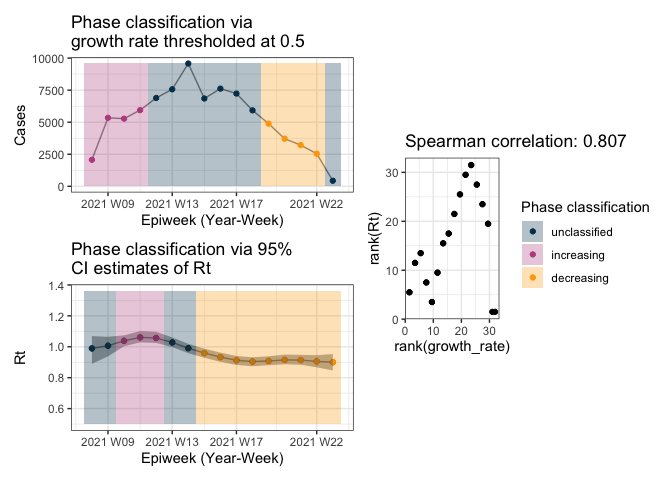 Phase classification via
growth rate thresholded at 0.5
Cases
10000
7500
5000
2500
0
2021 W09 2021 W13 2021 W17 2021 W22
Epiweek (Year-Week)
Phase classification via 95%
CI estimates of Rt
Rt
1.4
1.2
1.0
0.8
0.6
2021 W09 2021 W13 2021 W17 2021 W22
Epiweek (Year-Week)
Spearman correlation: 0.807
rank(Rt)
30
20
10
0
0 10 20 30
rank(growth_rate)
Phase classification
unclassified
increasing
decreasing